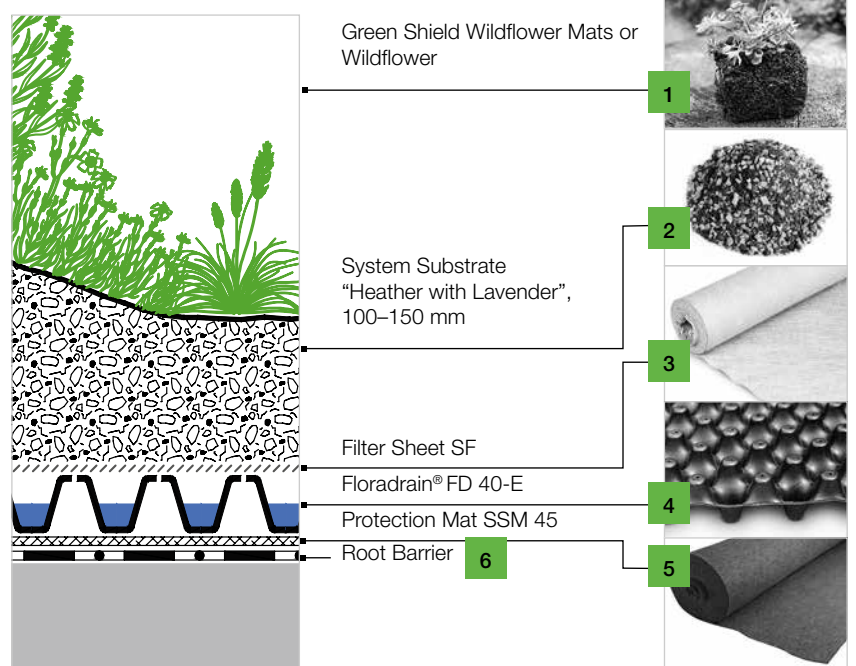 Green Shield Wildflower Mats or
Wildflower
1
2
System Substrate
“Heather with Lavender”,
100–150 mm
3
Filter Sheet SF
Floradrain® FD 40-E
4
Protection Mat SSM 45
Root Barrier 6
5